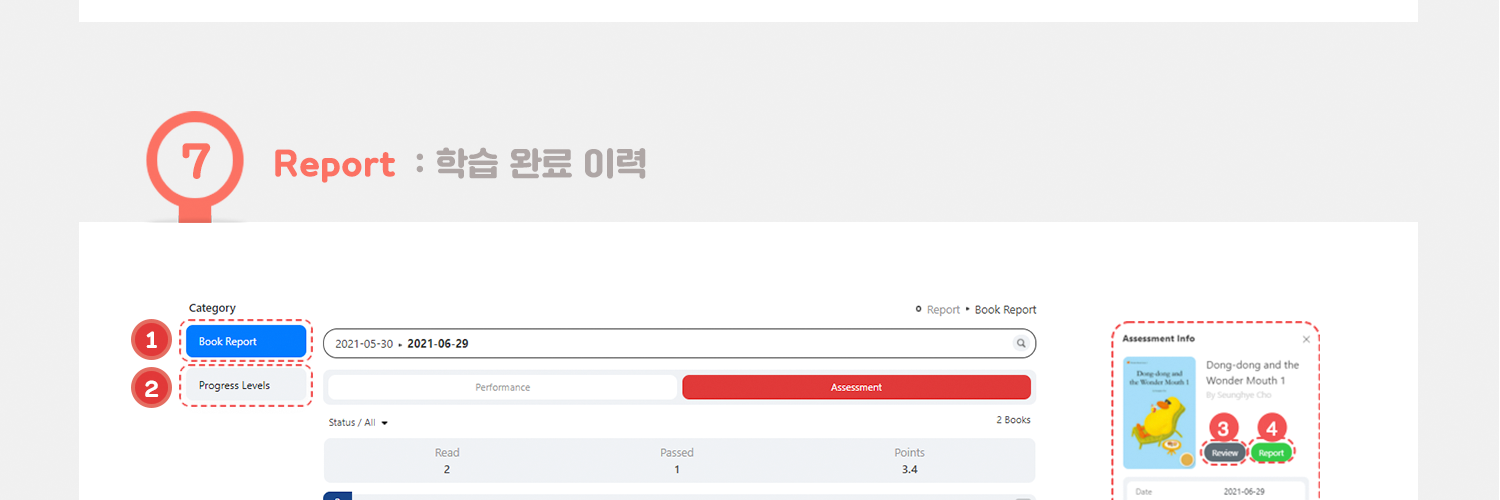 7
Report : 학습 완료 이력
Category
Report ▸ Book Report
1
Book Report
2
Progress Levels
2021-05-30 ▸ 2021-06-29
Performance
Assessment
Status / All
2 Books
Read
Passed
Points
2
1
3.4
Assessment Info
Dong-dong and
the Wonder Mouth 1
Dong-dong and the
Wonder Mouth 1
By Seunghye Cho
3
4
Review
Report
Date
2021-06-29